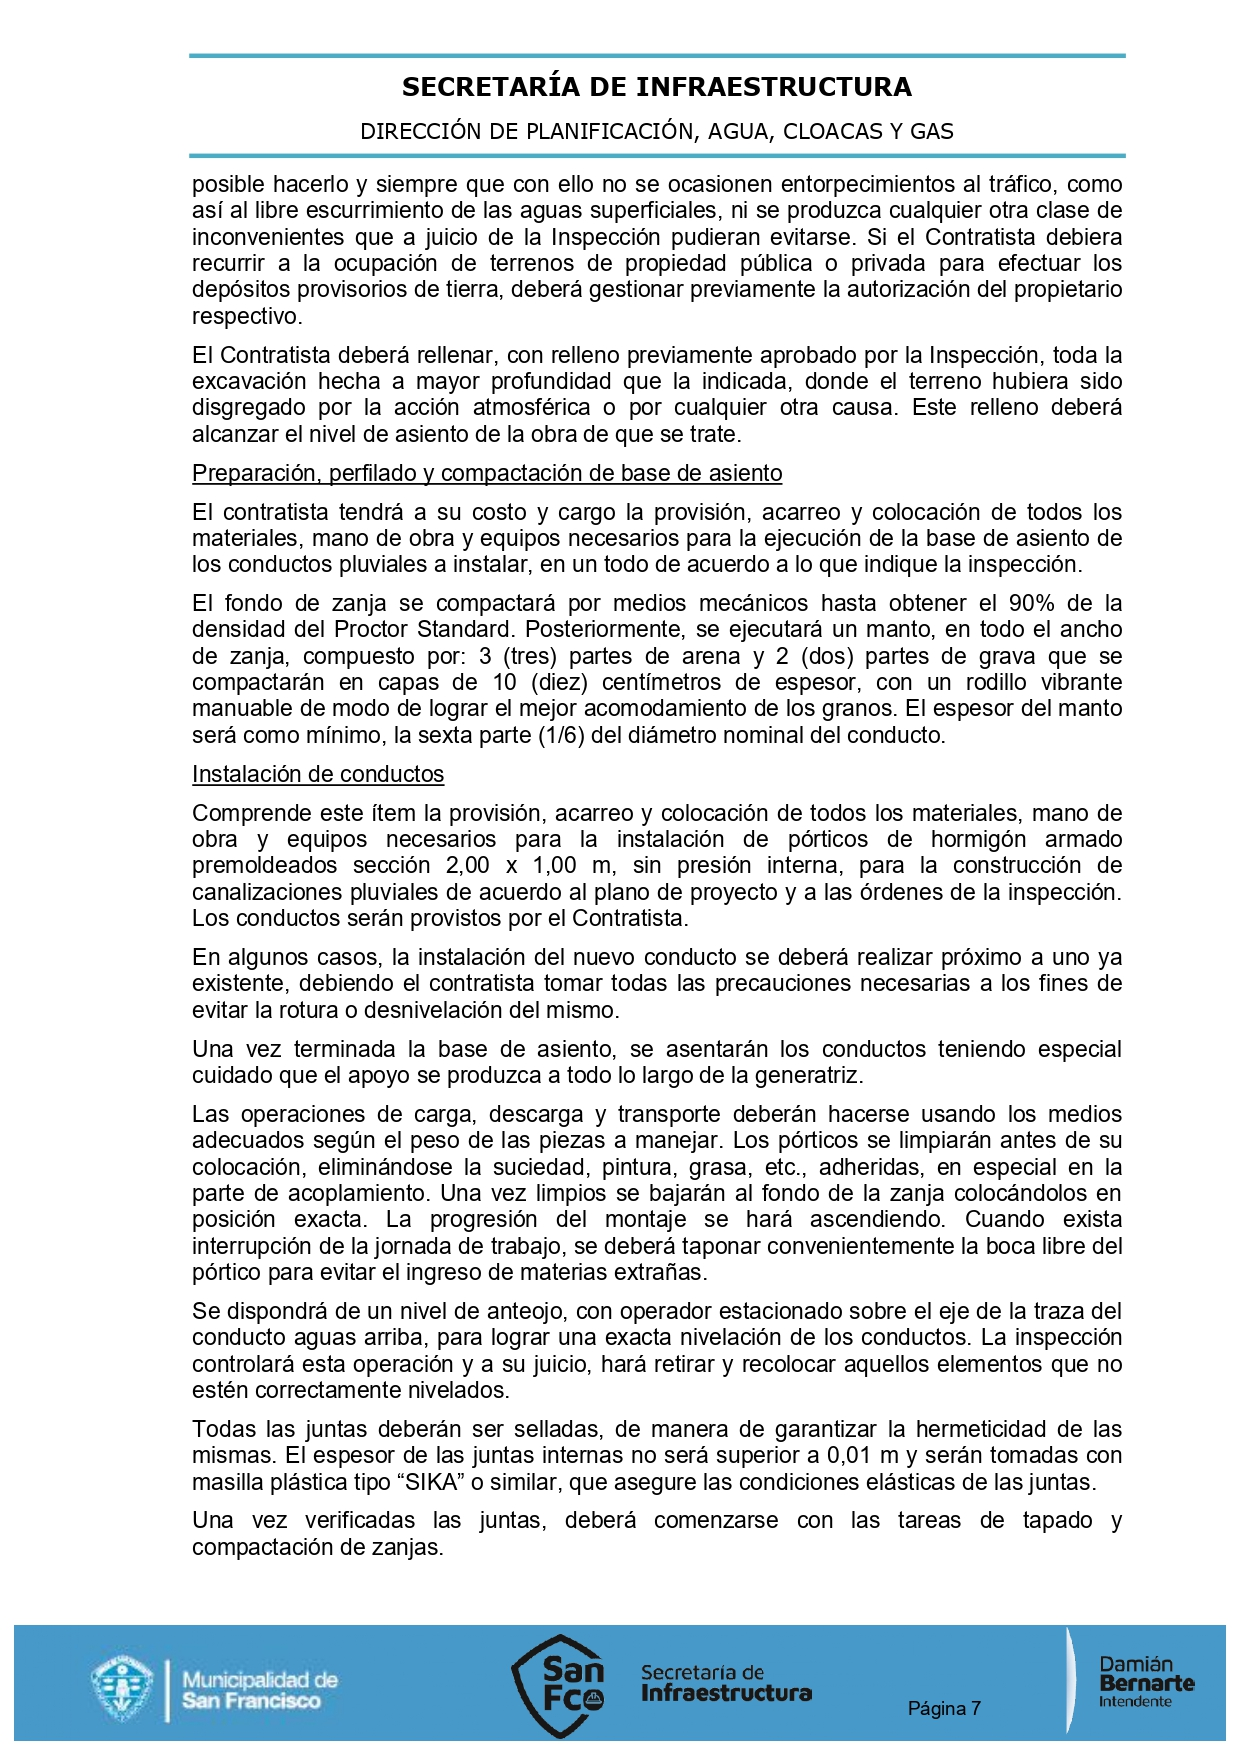 SECRETARÍA DE INFRAESTRUCTURA
DIRECCIÓN DE PLANIFICACIÓN, AGUA, CLOACAS Y GAS
posible hacerlo y siempre que con ello no se ocasionen entorpecimientos al tráfico, como
así al libre escurrimiento de las aguas superficiales, ni se produzca cualquier otra clase de
inconvenientes que a juicio de la Inspección pudieran evitarse. Si el Contratista debiera
recurrir a la ocupación de terrenos de propiedad pública o privada para efectuar los
depósitos provisorios de tierra, deberá gestionar previamente la autorización del propietario
respectivo.
El Contratista deberá rellenar, con relleno previamente aprobado por la Inspección, toda la
excavación hecha a mayor profundidad que la indicada, donde el terreno hubiera sido
disgregado por la acción atmosférica o por cualquier otra causa. Este relleno deberá
alcanzar el nivel de asiento de la obra de que se trate.
Preparación, perfilado y compactación de base de asiento
El contratista tendrá a su costo y cargo la provisión, acarreo y colocación de todos los
materiales, mano de obra y equipos necesarios para la ejecución de la base de asiento de
los conductos pluviales a instalar, en un todo de acuerdo a lo que indique la inspección.
El fondo de zanja se compactará por medios mecánicos hasta obtener el 90% de la
densidad del Proctor Standard. Posteriormente, se ejecutará un manto, en todo el ancho
de zanja, compuesto por: 3 (tres) partes de arena y 2 (dos) partes de grava que se
compactarán en capas de 10 (diez) centímetros de espesor, con un rodillo vibrante
manuable de modo de lograr el mejor acomodamiento de los granos. El espesor del manto
será como mínimo, la sexta parte (1/6) del diámetro nominal del conducto.
Instalación de conductos
Comprende este ítem la provisión, acarreo y colocación de todos los materiales, mano de
obra y equipos necesarios para la instalación de pórticos de hormigón armado
premoldeados sección 2,00 x 1,00 m, sin presión interna, para la construcción de
canalizaciones pluviales de acuerdo al plano de proyecto y a las órdenes de la inspección.
Los conductos serán provistos por el Contratista.
En algunos casos, la instalación del nuevo conducto se deberá realizar próximo a uno ya
existente, debiendo el contratista tomar todas las precauciones necesarias a los fines de
evitar la rotura o desnivelación del mismo.
Una vez terminada la base de asiento, se asentarán los conductos teniendo especial
cuidado que el apoyo se produzca a todo lo largo de la generatriz.
Las operaciones de carga, descarga y transporte deberán hacerse usando los medios
adecuados según el peso de las piezas a manejar. Los pórticos se limpiarán antes de su
colocación, eliminándose la suciedad, pintura, grasa, etc., adheridas, en especial en la
parte de acoplamiento. Una vez limpios se bajarán al fondo de la zanja colocándolos en
posición exacta. La progresión del montaje se hará ascendiendo. Cuando exista
interrupción de la jornada de trabajo, se deberá taponar convenientemente la boca libre del
pórtico para evitar el ingreso de materias extrañas.
Se dispondrá de un nivel de anteojo, con operador estacionado sobre el eje de la traza del
conducto aguas arriba, para lograr una exacta nivelación de los conductos. La inspección
controlará esta operación y a su juicio, hará retirar y recolocar aquellos elementos que no
estén correctamente nivelados.
Todas las juntas deberán ser selladas, de manera de garantizar la hermeticidad de las
mismas. El espesor de las juntas internas no será superior a 0,01 m y serán tomadas con
masilla plástica tipo “SIKA” o similar, que asegure las condiciones elásticas de las juntas.
Una vez verificadas las juntas, deberá comenzarse con las tareas de tapado y
compactación de zanjas.
Municipalidad de
San Francisco
San
Fco
Secretaría de
Infraestructura
Página 7
Damián
Bernarte
Intendente